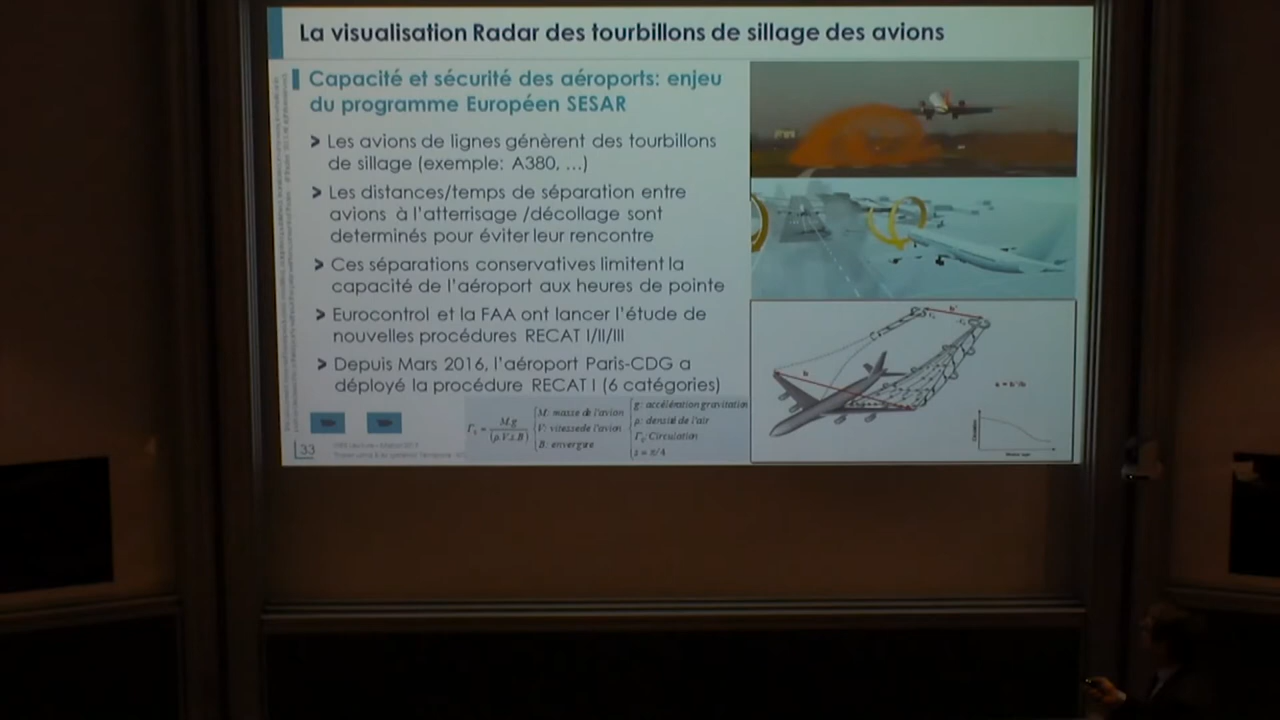 La visualisation Radar des tourbillons de sillage des avions
Capacité et sécurité des aéroports: enjeu
du programme Européen SESAR
> Les avions de lignes génèrent des tourbillons
de sillage (exemple: A380, ...)
> Les distances/temps de séparation entre
avions à l'atterrisage /décollage sont
determinés pour éviter leur rencontre
> Ces séparations conservatives limitent la
capacité de l'aéroport aux heures de pointe
> Eurocontrol et la FAA ont lancer l'étude de
nouvelles procédures RECAT I/II/III
> Depuis Mars 2016, l'aéroport Paris-CDG a
déployé la procédure RECAT I (6 catégories)
Γ₀ = M.g / (ρ.V.s.B)
M: masse de l'avion
V: vitesse de l'avion
B: envergure
g: accélération gravitation
ρ: densité de l'air
Γ₀: Circulation
s = π/4
b
b'
33